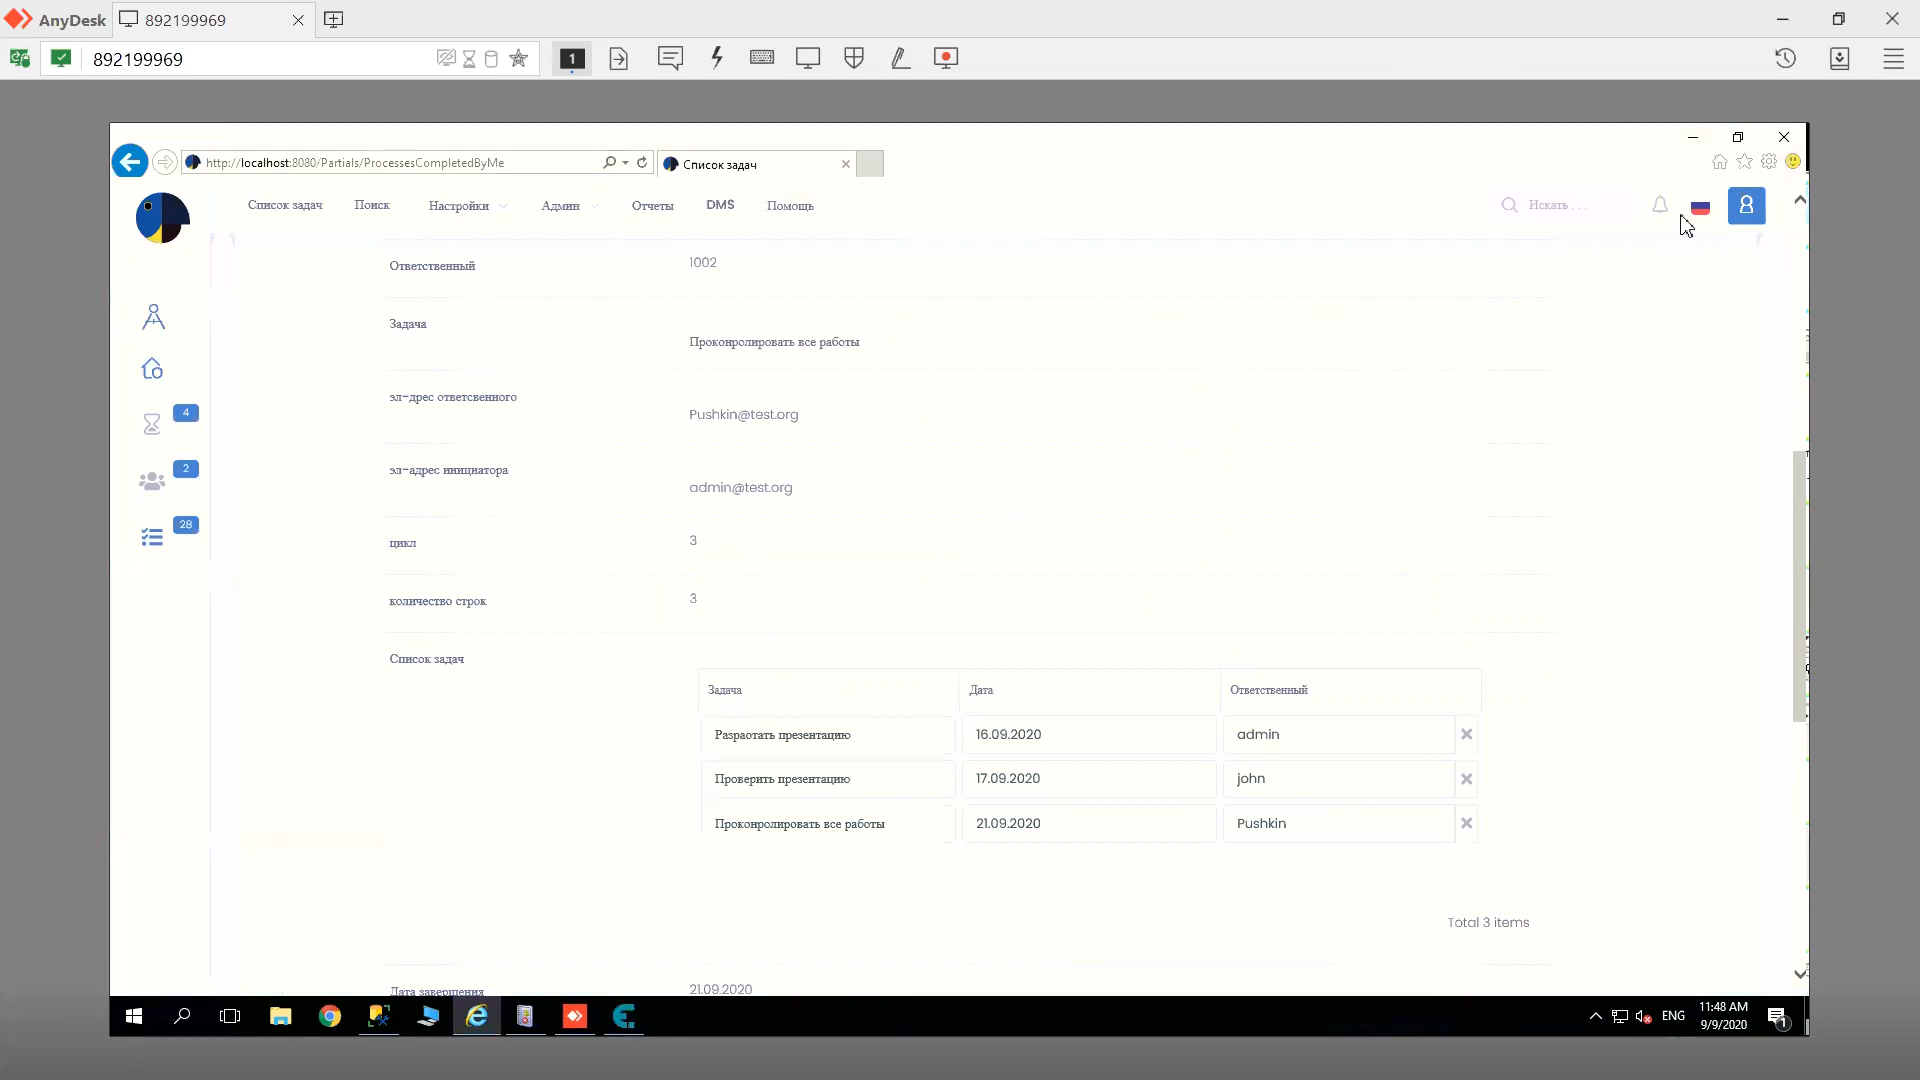 AnyDesk 892199969
892199969 1
http://localhost:8080/Partials/ProcessesCompletedByMe Список задач
Список задач Поиск Настройки Админ Отчеты DMS Помощь Искать . . .
Ответственный 1002
Задача
Проконролировать все работы
эл-дрес ответсвенного
Pushkin@test.org
4
эл-адрес инициатора
2
admin@test.org
28
цикл 3
количество строк 3
Список задач
Задача Дата Ответственный
Разраотать презентацию 16.09.2020 admin
Проверить презентацию 17.09.2020 john
Проконролировать все работы 21.09.2020 Pushkin
Total 3 items
Дата завершения 21.09.2020
ENG 11:48 AM
9/9/2020 1